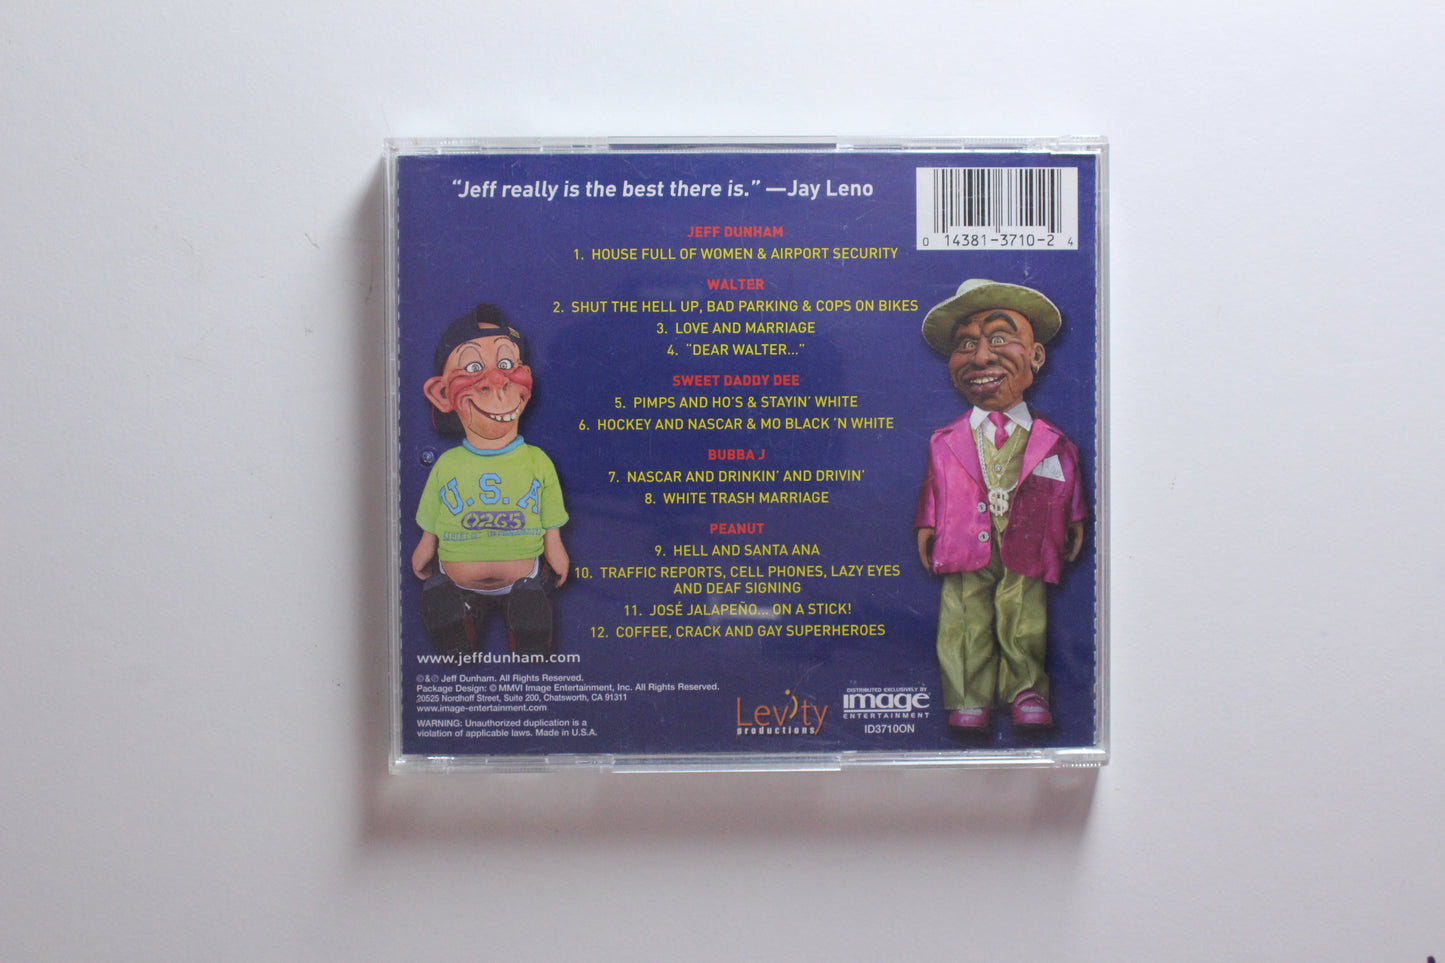 “Jeff really is the best there is.” —Jay Leno
0 14381-3710-2 4
JEFF DUNHAM
1. HOUSE FULL OF WOMEN & AIRPORT SECURITY
WALTER
2. SHUT THE HELL UP, BAD PARKING & COPS ON BIKES
3. LOVE AND MARRIAGE
4. “DEAR WALTER...”
SWEET DADDY DEE
5. PIMPS AND HO’S & STAYIN’ WHITE
6. HOCKEY AND NASCAR & MO BLACK ’N WHITE
BUBBA J
7. NASCAR AND DRINKIN’ AND DRIVIN’
8. WHITE TRASH MARRIAGE
PEANUT
9. HELL AND SANTA ANA
10. TRAFFIC REPORTS, CELL PHONES, LAZY EYES
AND DEAF SIGNING
11. JOSÉ JALAPEÑO... ON A STICK!
12. COFFEE, CRACK AND GAY SUPERHEROES
U.S.A
0265
$
www.jeffdunham.com
©&℗ Jeff Dunham. All Rights Reserved.
Package Design: © MMVI Image Entertainment, Inc. All Rights Reserved.
20525 Nordhoff Street, Suite 200, Chatsworth, CA 91311
www.image-entertainment.com
WARNING: Unauthorized duplication is a
violation of applicable laws. Made in U.S.A.
Levity
productions
DISTRIBUTED EXCLUSIVELY BY
image
ENTERTAINMENT
ID3710ON